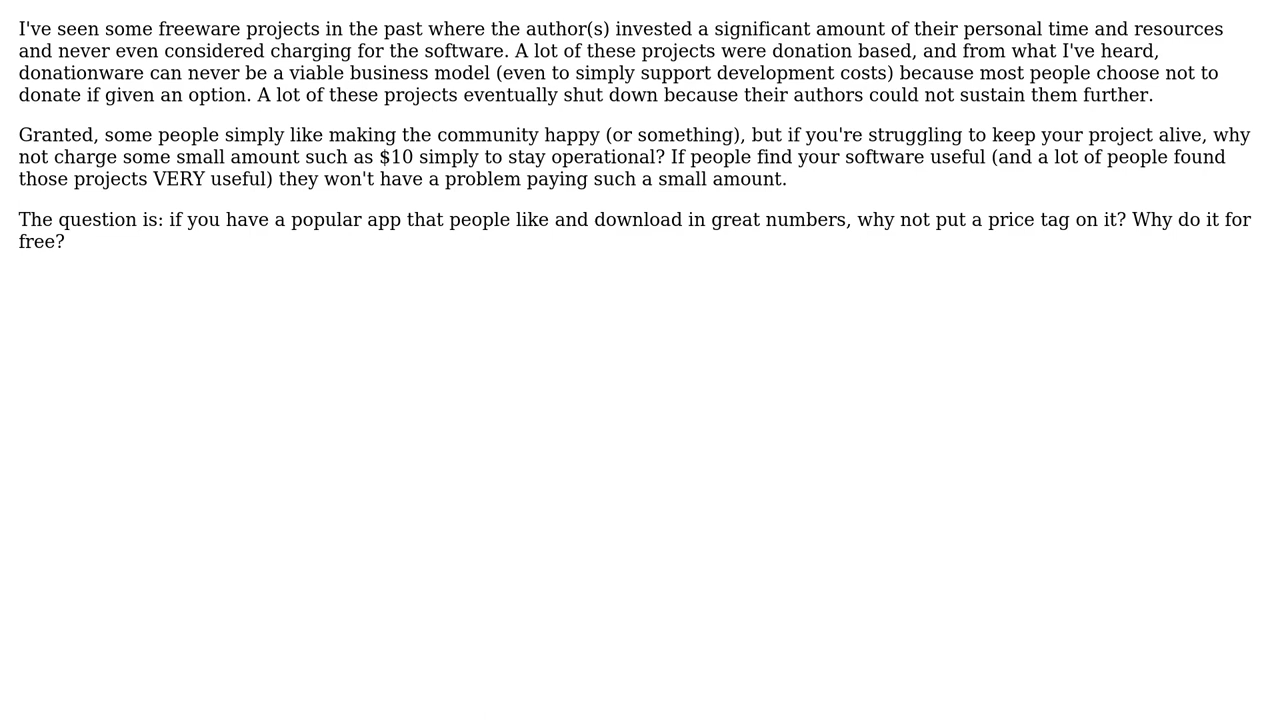 I've seen some freeware projects in the past where the author(s) invested a significant amount of their personal time and resources
and never even considered charging for the software. A lot of these projects were donation based, and from what I've heard,
donationware can never be a viable business model (even to simply support development costs) because most people choose not to
donate if given an option. A lot of these projects eventually shut down because their authors could not sustain them further.
Granted, some people simply like making the community happy (or something), but if you're struggling to keep your project alive, why
not charge some small amount such as $10 simply to stay operational? If people find your software useful (and a lot of people found
those projects VERY useful) they won't have a problem paying such a small amount.
The question is: if you have a popular app that people like and download in great numbers, why not put a price tag on it? Why do it for
free?